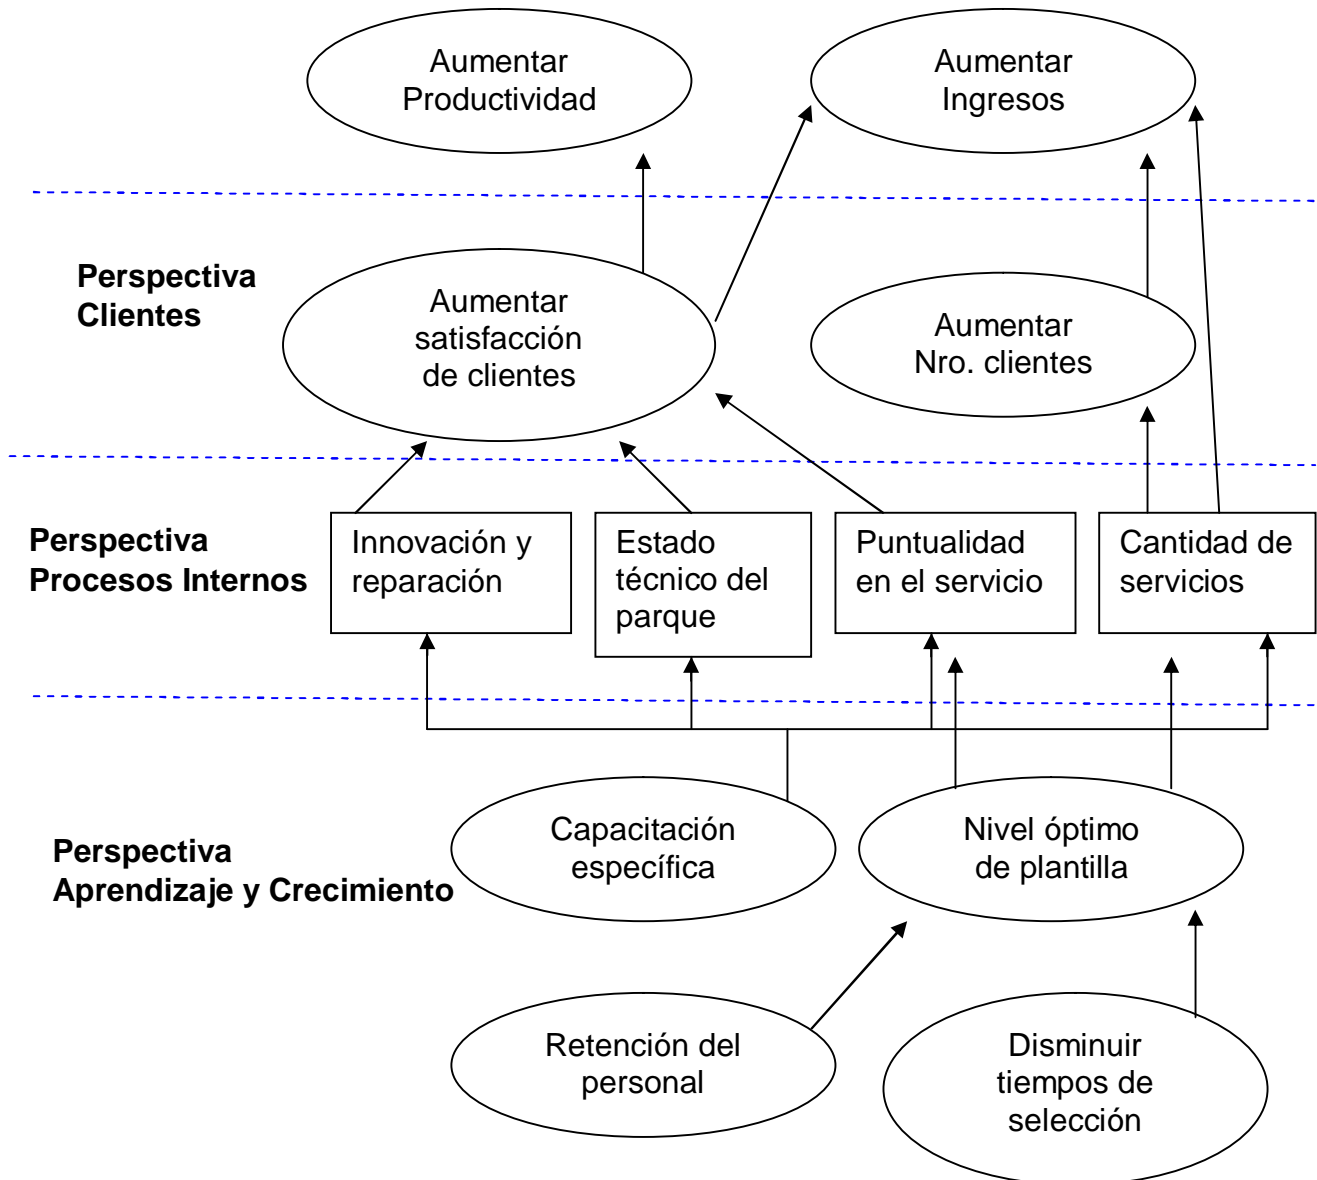 Aumentar
Productividad
Aumentar
Ingresos
Perspectiva
Clientes
Aumentar
satisfacción
de clientes
Aumentar
Nro. clientes
Perspectiva
Procesos Internos
Innovación y
reparación
Estado
técnico del
parque
Puntualidad
en el servicio
Cantidad de
servicios
Perspectiva
Aprendizaje y Crecimiento
Capacitación
específica
Nivel óptimo
de plantilla
Retención del
personal
Disminuir
tiempos de
selección